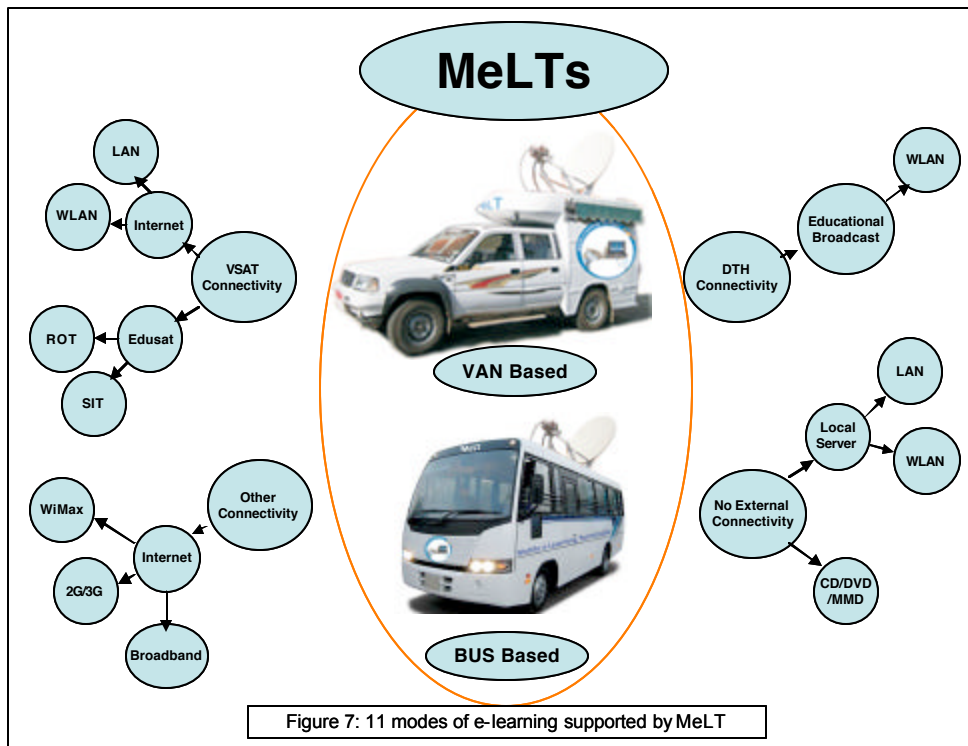 MeLTs
LAN
WLAN
Internet
VSAT
Connectivity
Edusat
ROT
SIT
WiMax
Other
Connectivity
Internet
2G/3G
Broadband
VAN Based
BUS Based
WLAN
Educational
Broadcast
DTH
Connectivity
LAN
Local
Server
WLAN
No External
Connectivity
CD/DVD
/MMD
Figure 7: 11 modes of e-learning supported by MeLT